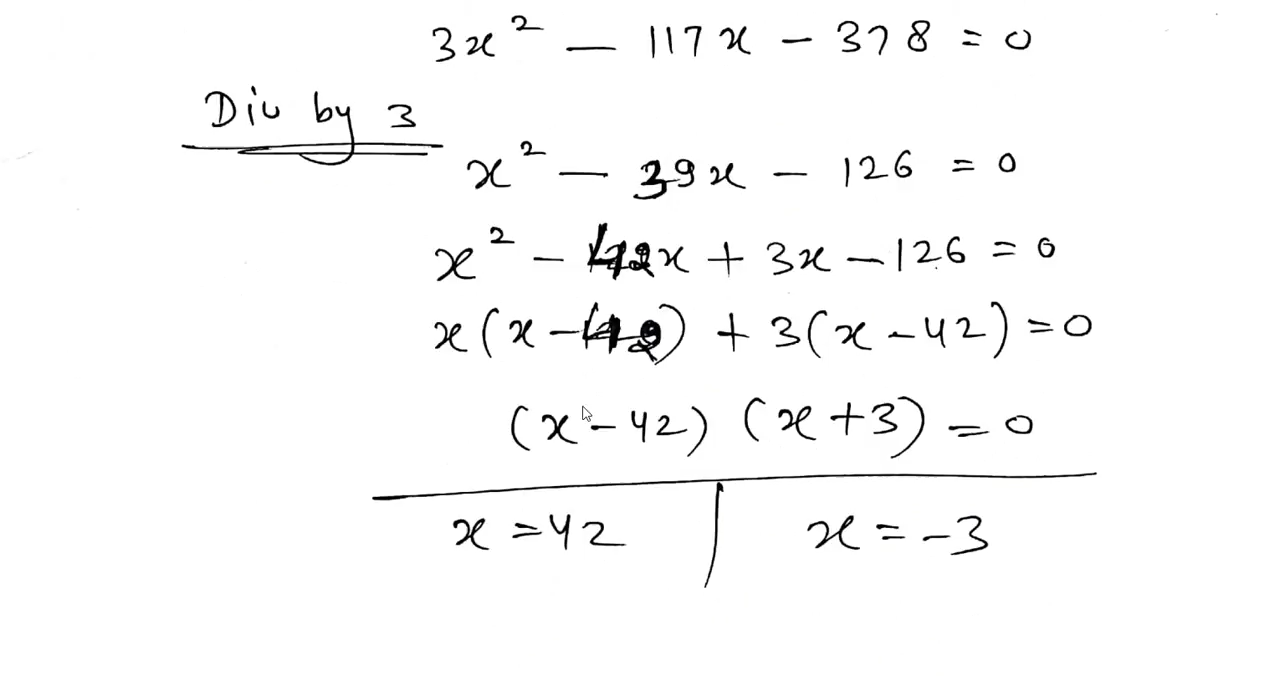 3x² - 117x - 378 = 0
Div by 3
x² - 39x - 126 = 0
x² - 42x + 3x - 126 = 0
x(x - 42) + 3(x - 42) = 0
(x - 42) (x + 3) = 0
x = 42 | x = -3